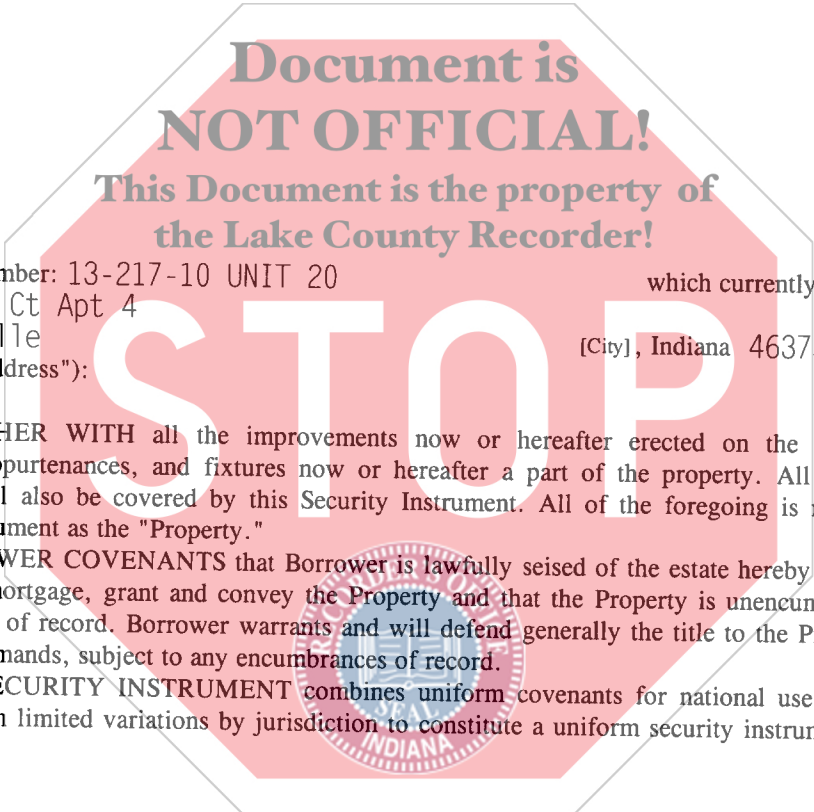 Document is
NOT OFFICIAL!
This Document is the property of
the Lake County Recorder!
mber: 13-217-10 UNIT 20 which currently
Ct Apt 4
lle [City], Indiana 4637
dress"):
STOP
HER WITH all the improvements now or hereafter erected on the
ppurtenances, and fixtures now or hereafter a part of the property. All
l also be covered by this Security Instrument. All of the foregoing is
ument as the "Property."
WER COVENANTS that Borrower is lawfully seised of the estate hereby
ortgage, grant and convey the Property and that the Property is unencum
of record. Borrower warrants and will defend generally the title to the P
mands, subject to any encumbrances of record.
ECURITY INSTRUMENT combines uniform covenants for national use
limited variations by jurisdiction to constitute a uniform security instrum
RECORDER'S OFFICE
SEAL
INDIANA